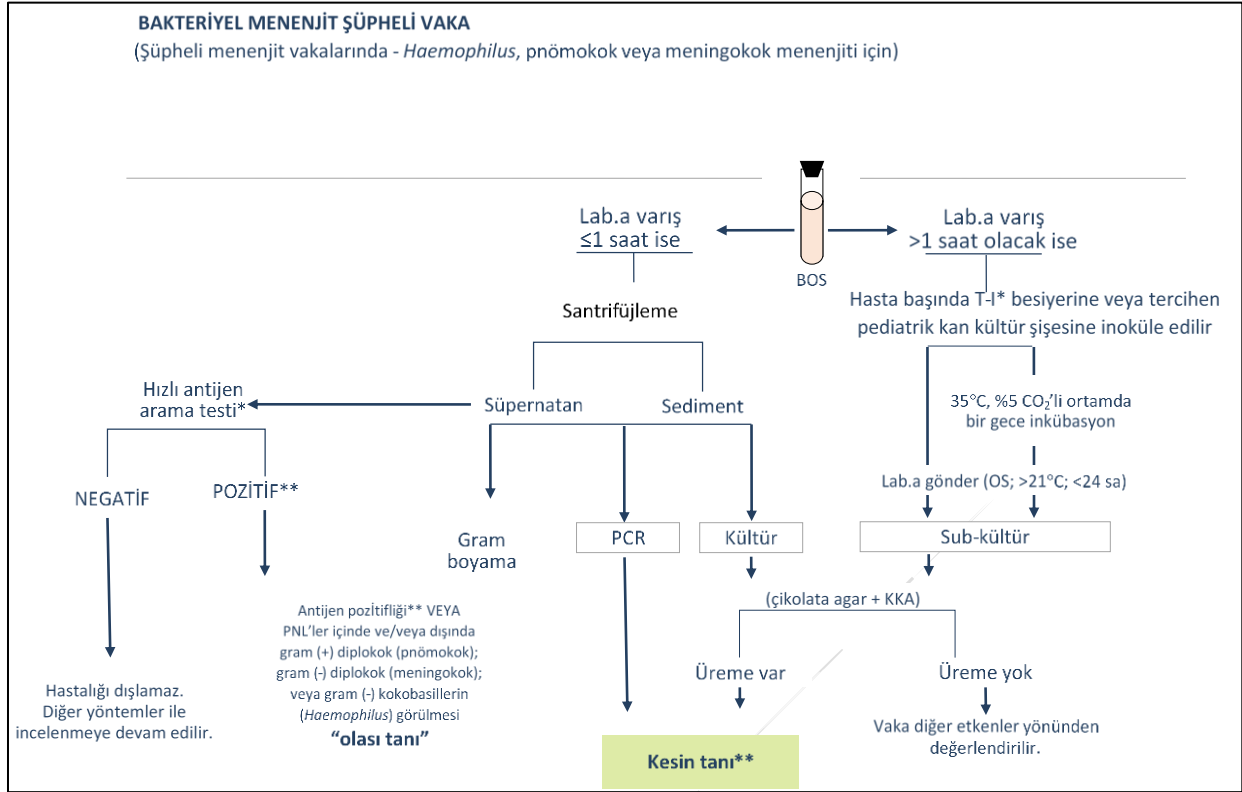 BAKTERİYEL MENENJİT ŞÜPHELİ VAKA
(Şüpheli menenjit vakalarında - Haemophilus, pnömokok veya meningokok menenjiti için)
Lab.a varış
≤1 saat ise
BOS
Lab.a varış
>1 saat olacak ise
Santrifüjleme
Hasta başında T-I* besiyerine veya tercihen
pediatrik kan kültür şişesine inoküle edilir
Hızlı antijen
arama testi*
Süpernatan
Sediment
35°C, %5 CO₂'li ortamda
bir gece inkübasyon
NEGATİF
POZİTİF**
Lab.a gönder (OS; >21°C; <24 sa)
Gram
boyama
PCR
Kültür
Sub-kültür
(çikolata agar + KKA)
Antijen pozitifliği** VEYA
PNL'ler içinde ve/veya dışında
gram (+) diplokok (pnömokok);
gram (-) diplokok (meningokok);
veya gram (-) kokobasillerin
(Haemophilus) görülmesi
"olası tanı"
Üreme var
Üreme yok
Hastalığı dışlamaz.
Diğer yöntemler ile
incelenmeye devam edilir.
Vaka diğer etkenler yönünden
değerlendirilir.
Kesin tanı**